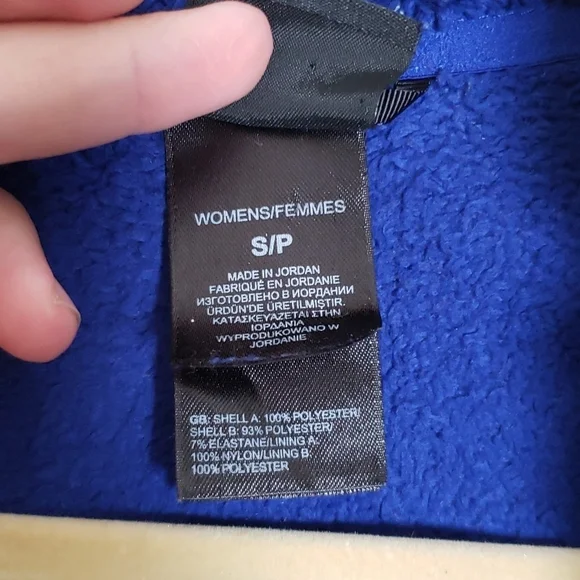 WOMENS/FEMMES
S/P
MADE IN JORDAN
FABRIQUÉ EN JORDANIE
ИЗГОТОВЛЕНО В ИОРДАНИИ
ÜRDÜN'DE ÜRETILMIŞTIR.
ΚΑΤΑΣΚΕΥΑΖΕΤΑΙ ΣΤΗΝ
ΙΟΡΔΑΝΙΑ
WYPRODUKOWANO W
JORDANIE
GB: SHELL A: 100% POLYESTER/
SHELL B: 93% POLYESTER/
7% ELASTANE/LINING A:
100% NYLON/LINING B:
100% POLYESTER